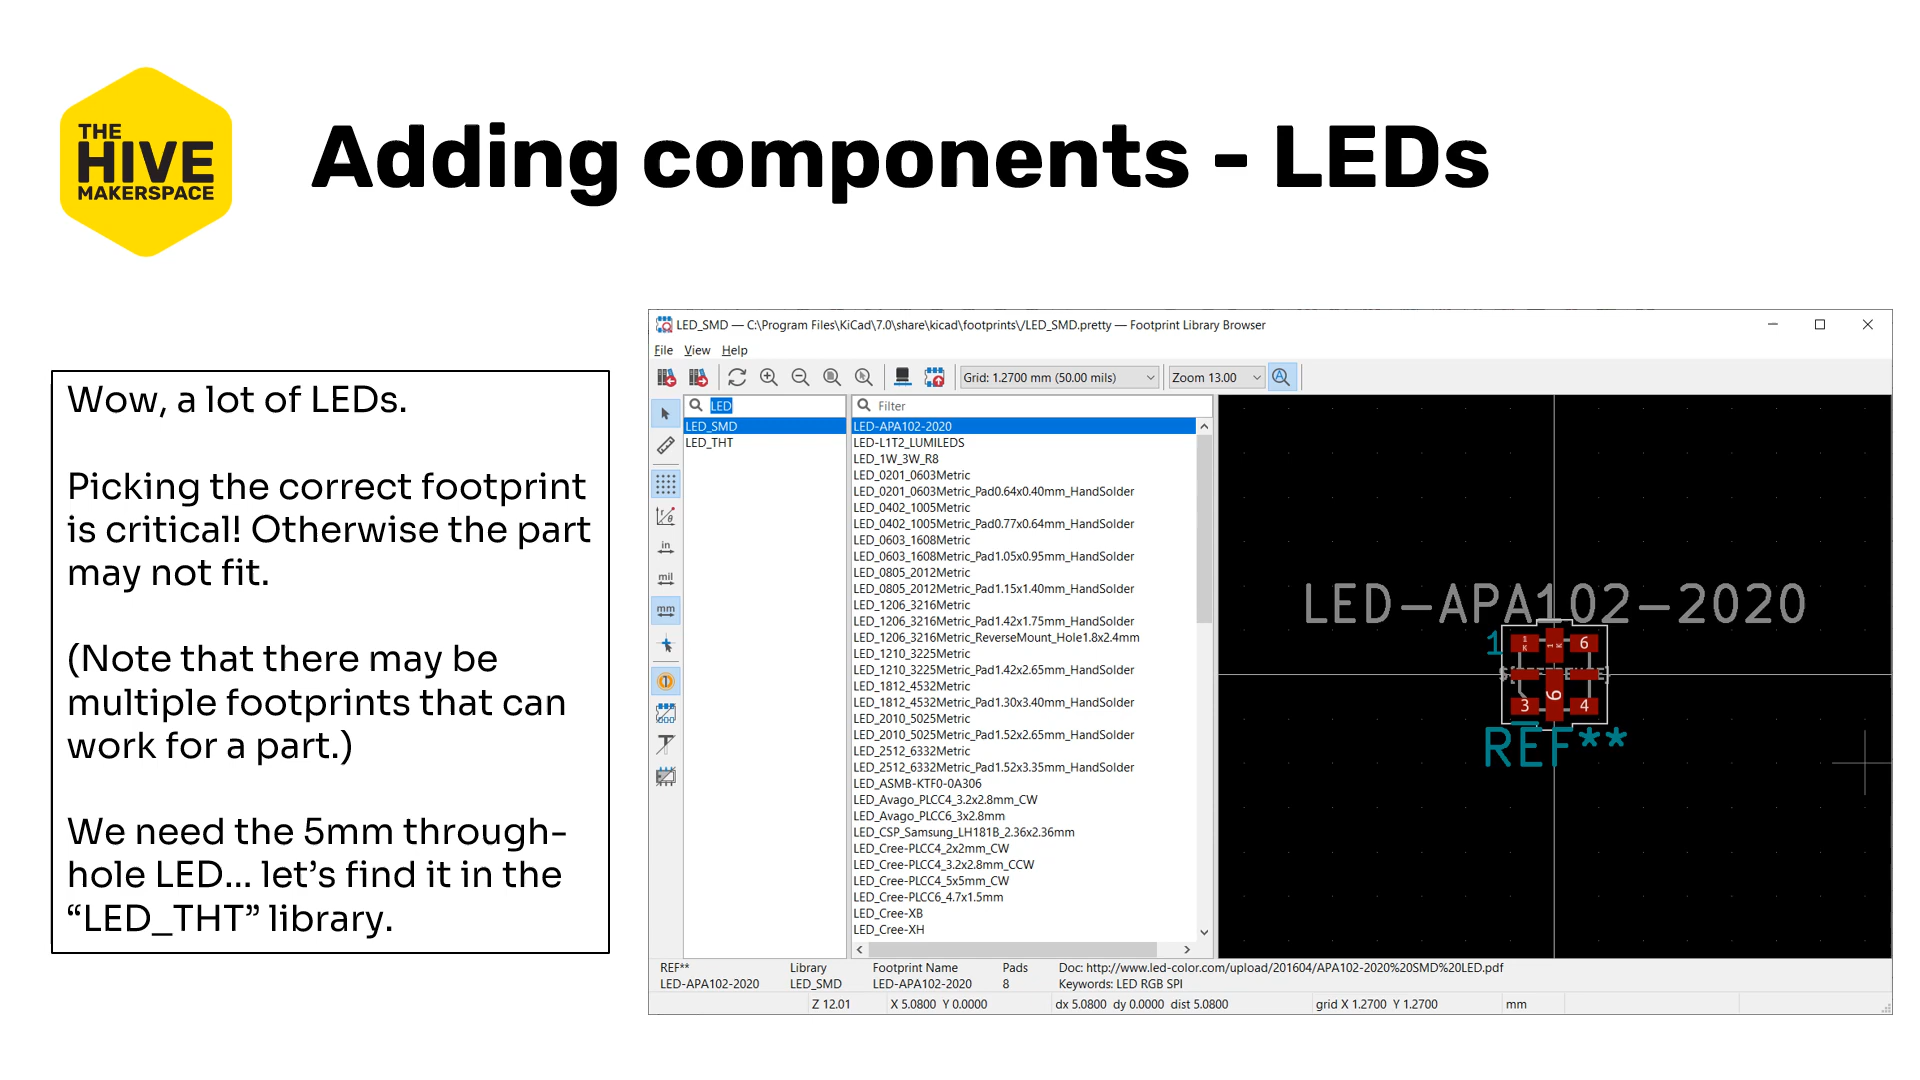 THE
HIVE
MAKERSPACE
Adding components - LEDs
Wow, a lot of LEDs.
Picking the correct footprint
is critical! Otherwise the part
may not fit.
(Note that there may be
multiple footprints that can
work for a part.)
We need the 5mm through-
hole LED... let's find it in the
“LED_THT” library.
LED_SMD — C:\Program Files\KiCad\7.0\share\kicad\footprints\/LED_SMD.pretty — Footprint Library Browser
File View Help
Grid: 1.2700 mm (50.00 mils)
Zoom 13.00
LED
LED_SMD
LED_THT
Filter
LED-APA102-2020
LED-L1T2_LUMILEDS
LED_1W_3W_R8
LED_0201_0603Metric
LED_0201_0603Metric_Pad0.64x0.40mm_HandSolder
LED_0402_1005Metric
LED_0402_1005Metric_Pad0.77x0.64mm_HandSolder
LED_0603_1608Metric
LED_0603_1608Metric_Pad1.05x0.95mm_HandSolder
LED_0805_2012Metric
LED_0805_2012Metric_Pad1.15x1.40mm_HandSolder
LED_1206_3216Metric
LED_1206_3216Metric_Pad1.42x1.75mm_HandSolder
LED_1206_3216Metric_ReverseMount_Hole1.8x2.4mm
LED_1210_3225Metric
LED_1210_3225Metric_Pad1.42x2.65mm_HandSolder
LED_1812_4532Metric
LED_1812_4532Metric_Pad1.30x3.40mm_HandSolder
LED_2010_5025Metric
LED_2010_5025Metric_Pad1.52x2.65mm_HandSolder
LED_2512_6332Metric
LED_2512_6332Metric_Pad1.52x3.35mm_HandSolder
LED_ASMB-KTF0-0A306
LED_Avago_PLCC4_3.2x2.8mm_CW
LED_Avago_PLCC6_3x2.8mm
LED_CSP_Samsung_LH181B_2.36x2.36mm
LED_Cree-PLCC4_2x2mm_CW
LED_Cree-PLCC4_3.2x2.8mm_CCW
LED_Cree-PLCC4_5x5mm_CW
LED_Cree-PLCC6_4.7x1.5mm
LED_Cree-XB
LED_Cree-XH
in
mil
mm
LED-APA102-2020
1
6
6
3
4
REF**
REF** Library Footprint Name Pads Doc: http://www.led-color.com/upload/201604/APA102-2020%20SMD%20LED.pdf
LED-APA102-2020 LED_SMD LED-APA102-2020 8 Keywords: LED RGB SPI
Z 12.01 X 5.0800 Y 0.0000 dx 5.0800 dy 0.0000 dist 5.0800 grid X 1.2700 Y 1.2700 mm